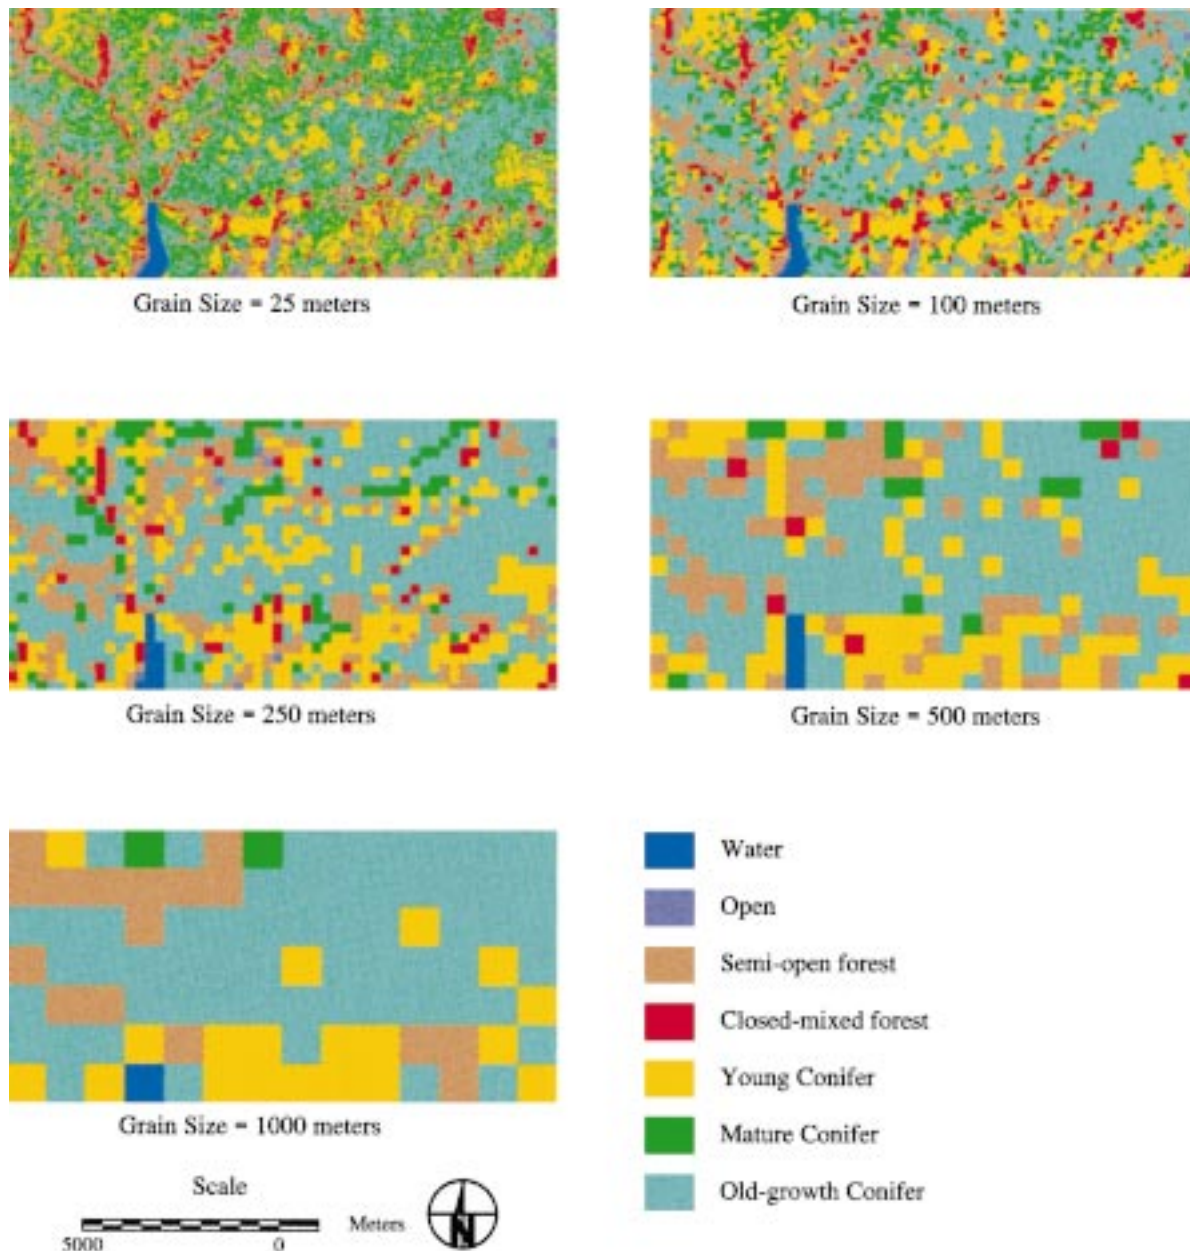 Grain Size = 25 meters
Grain Size = 100 meters
Grain Size = 250 meters
Grain Size = 500 meters
Grain Size = 1000 meters
Scale
Meters
N
5000 0
Water
Open
Semi-open forest
Closed-mixed forest
Young Conifer
Mature Conifer
Old-growth Conifer